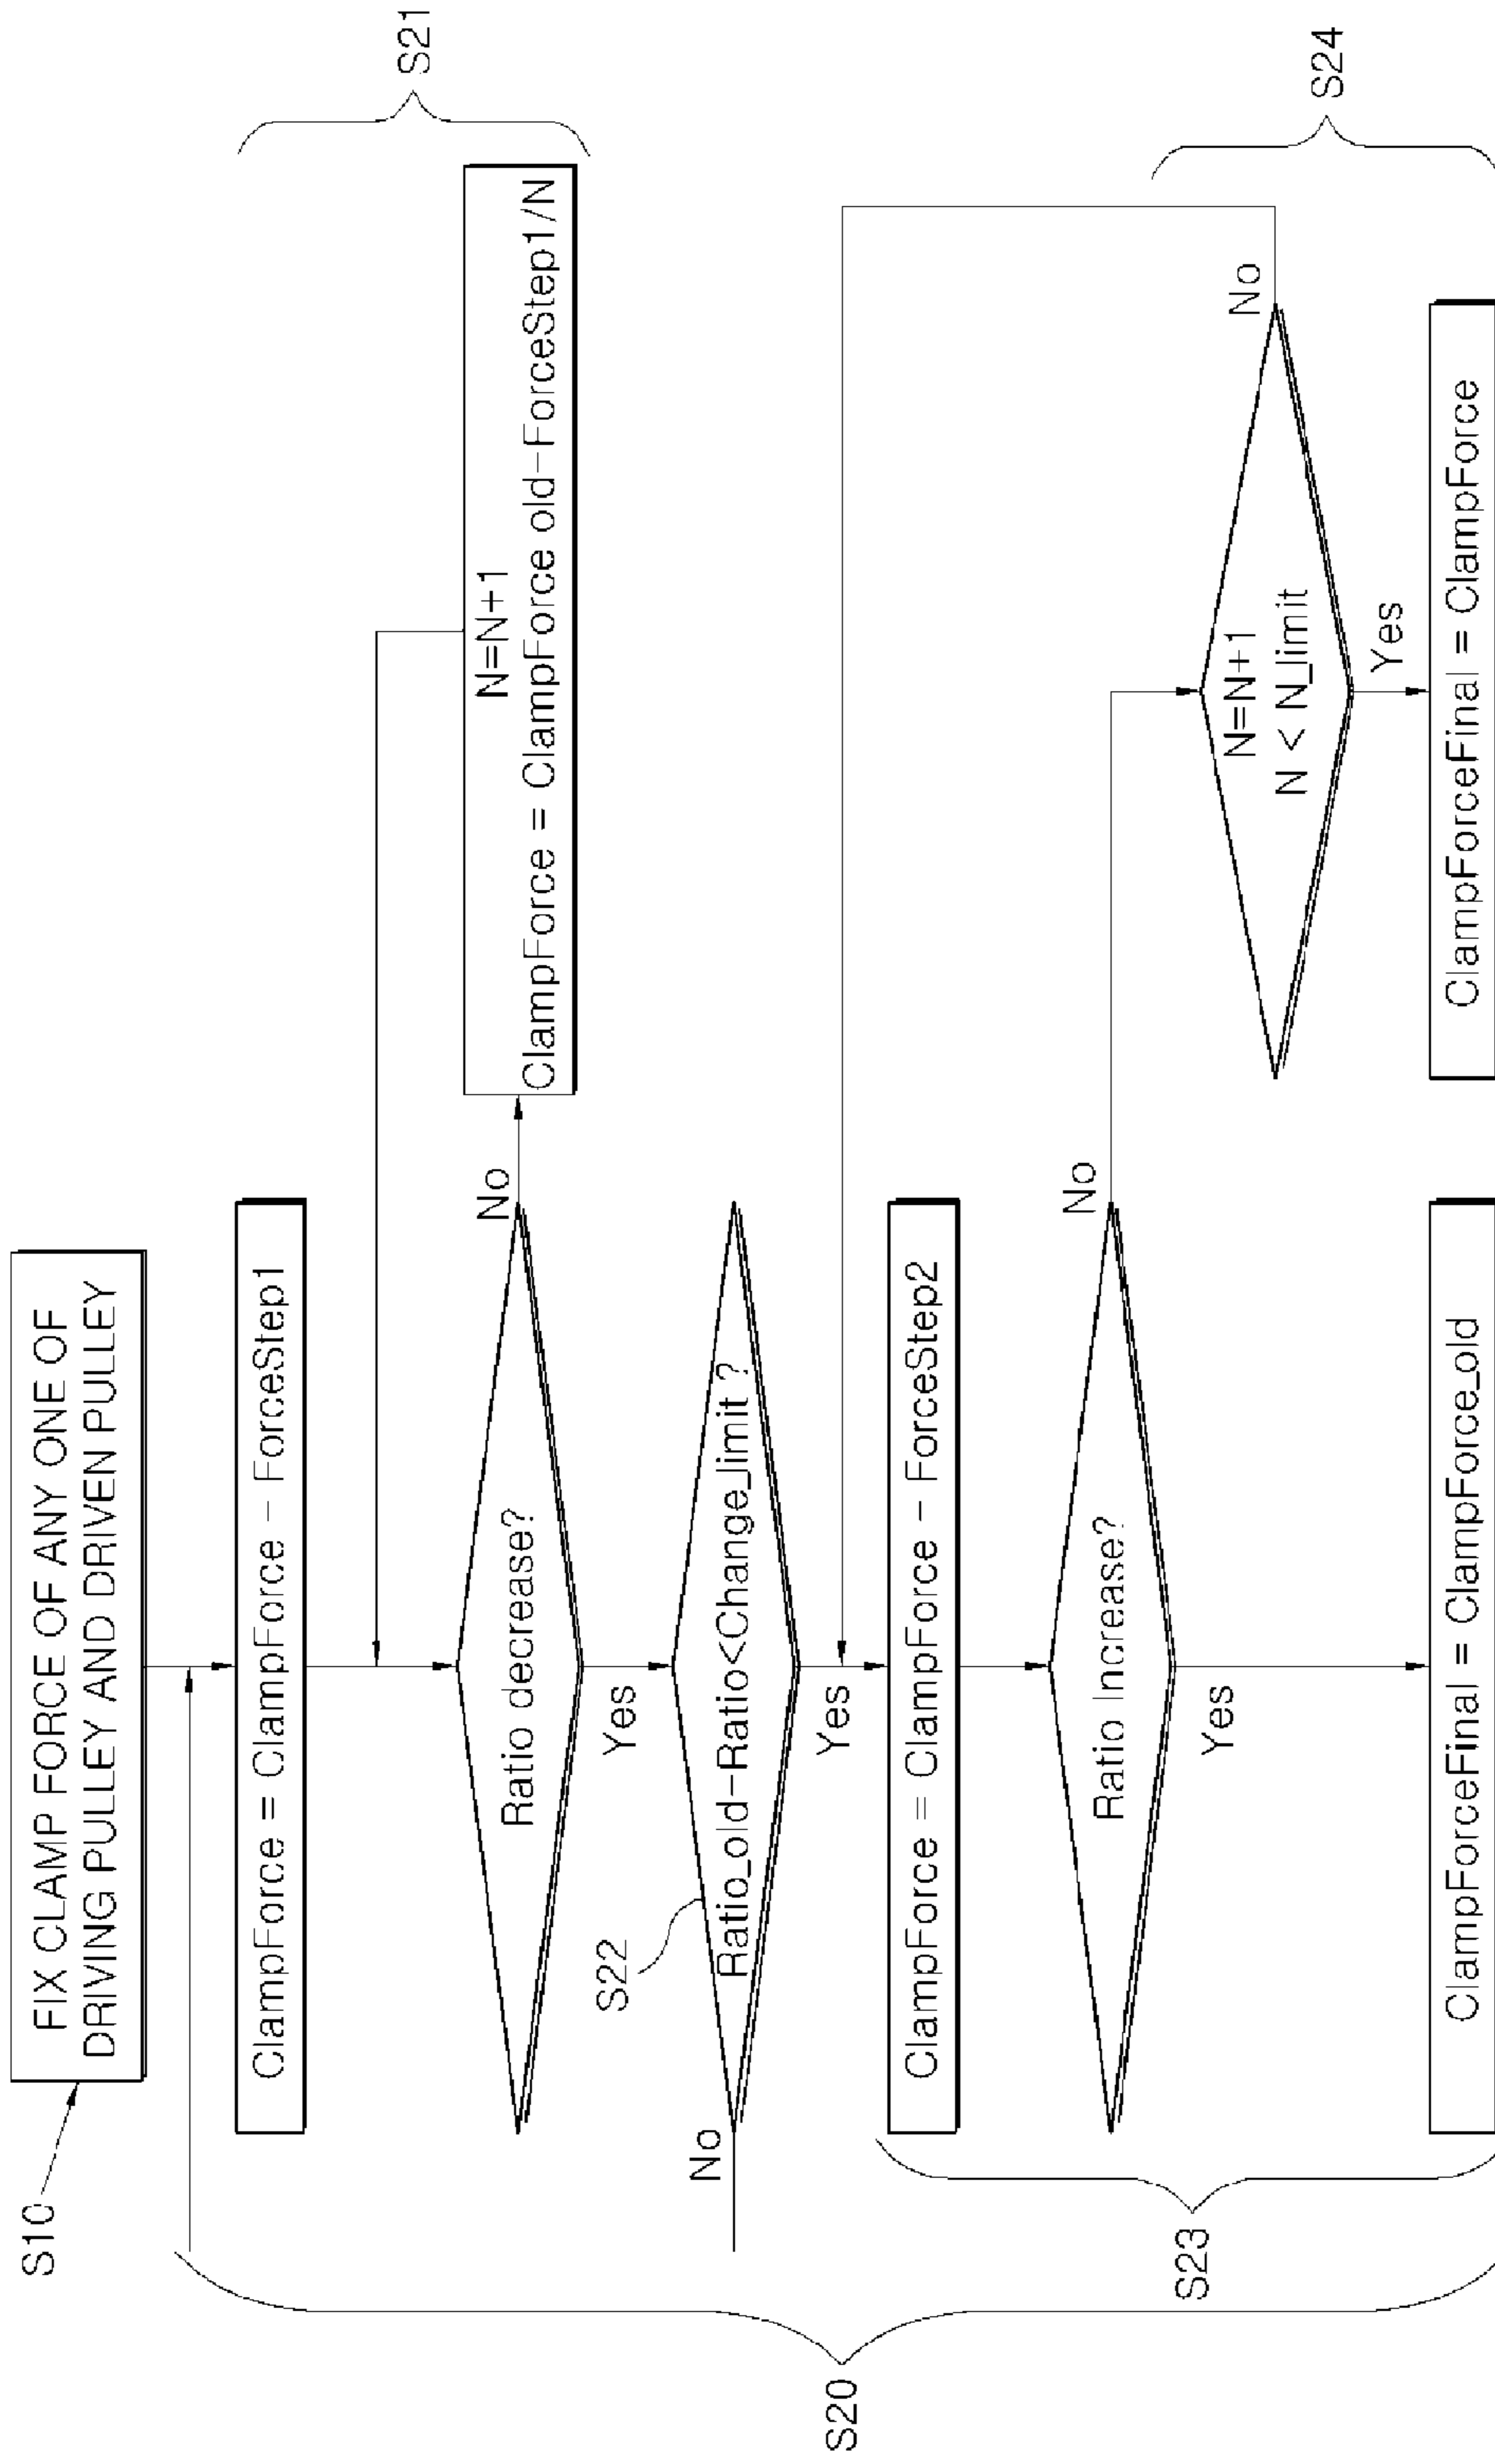 S10
FIX CLAMP FORCE OF ANY ONE OF
DRIVING PULLEY AND DRIVEN PULLEY
ClampForce = ClampForce - ForceStep1
S21
Ratio decrease?
No
N=N+1
ClampForce = ClampForce old-ForceStep1/N
Yes
S22
Ratio_old-Ratio<Change_limit ?
No
Yes
S20
ClampForce = ClampForce - ForceStep2
Ratio Increase?
No
Yes
S23
N=N+1
N < N_limit
No
Yes
S24
ClampForceFinal = ClampForce_old
ClampForceFinal = ClampForce